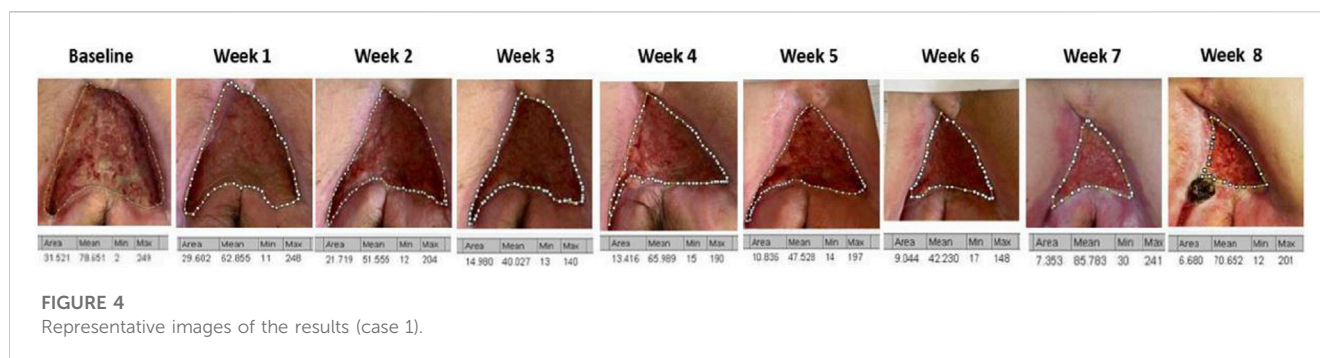 Baseline Week 1 Week 2 Week 3 Week 4 Week 5 Week 6 Week 7 Week 8
Area Mean Min Max Area Mean Min Max Area Mean Min Max Area Mean Min Max Area Mean Min Max Area Mean Min Max Area Mean Min Max Area Mean Min Max Area Mean Min Max
31.521 78.651 2 249 29.602 62.855 11 248 21.719 51.555 12 204 14.980 40.027 13 140 13.416 65.989 15 190 10.836 47.528 14 197 9.044 42.230 17 148 7.353 85.783 30 241 6.680 70.652 12 201
FIGURE 4
Representative images of the results (case 1).